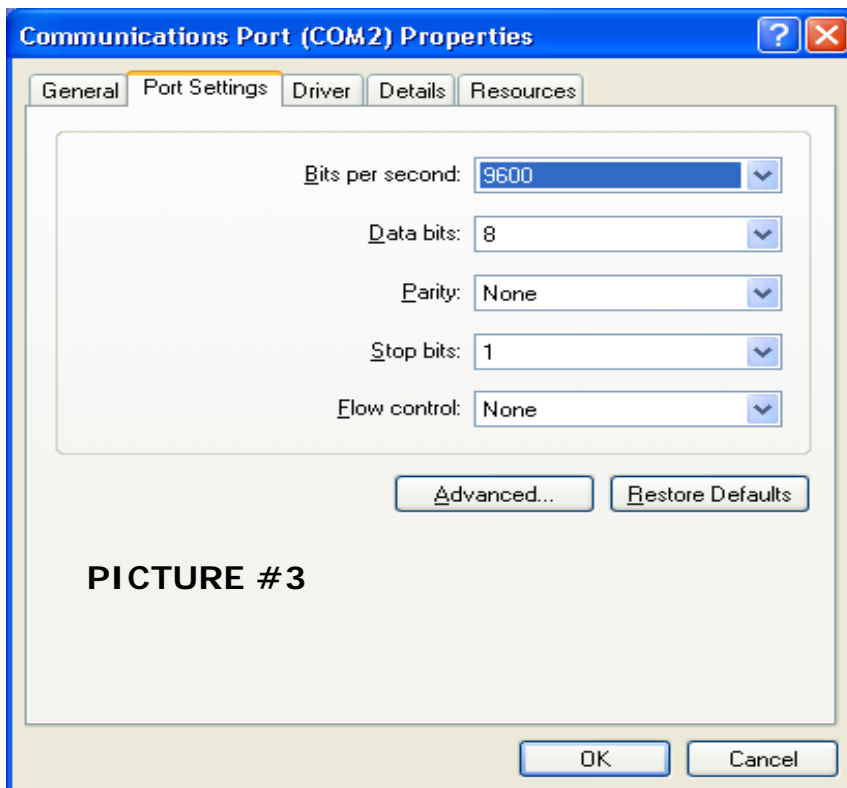 Communications Port (COM2) Properties
General Port Settings Driver Details Resources
Bits per second: 9600
Data bits: 8
Parity: None
Stop bits: 1
Flow control: None
Advanced... Restore Defaults
PICTURE #3
OK Cancel